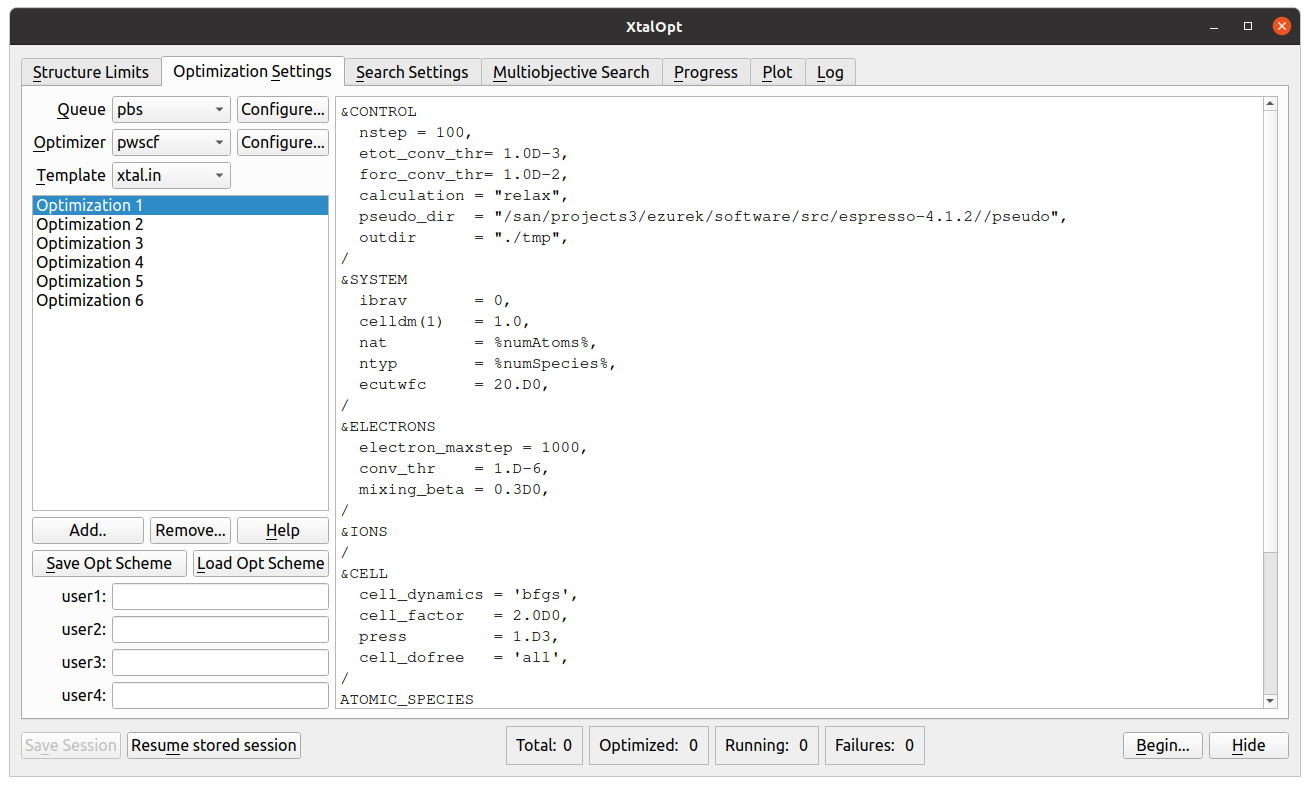 XtalOpt
Structure Limits Optimization Settings Search Settings Multiobjective Search Progress Plot Log
Queue pbs Configure...
Optimizer pwscf Configure...
Template xtal.in
Optimization 1
Optimization 2
Optimization 3
Optimization 4
Optimization 5
Optimization 6
Add.. Remove... Help
Save Opt Scheme Load Opt Scheme
user1:
user2:
user3:
user4:
&CONTROL
  nstep = 100,
  etot_conv_thr= 1.0D-3,
  forc_conv_thr= 1.0D-2,
  calculation = "relax",
  pseudo_dir  = "/san/projects3/ezurek/software/src/espresso-4.1.2//pseudo",
  outdir      = "./tmp",
/
&SYSTEM
  ibrav       = 0,
  celldm(1)   = 1.0,
  nat         = %numAtoms%,
  ntyp        = %numSpecies%,
  ecutwfc     = 20.D0,
/
&ELECTRONS
  electron_maxstep = 1000,
  conv_thr    = 1.D-6,
  mixing_beta = 0.3D0,
/
&IONS
/
&CELL
  cell_dynamics = 'bfgs',
  cell_factor   = 2.0D0,
  press         = 1.D3,
  cell_dofree   = 'all',
/
ATOMIC_SPECIES
Save Session Resume stored session Total: 0 Optimized: 0 Running: 0 Failures: 0 Begin... Hide